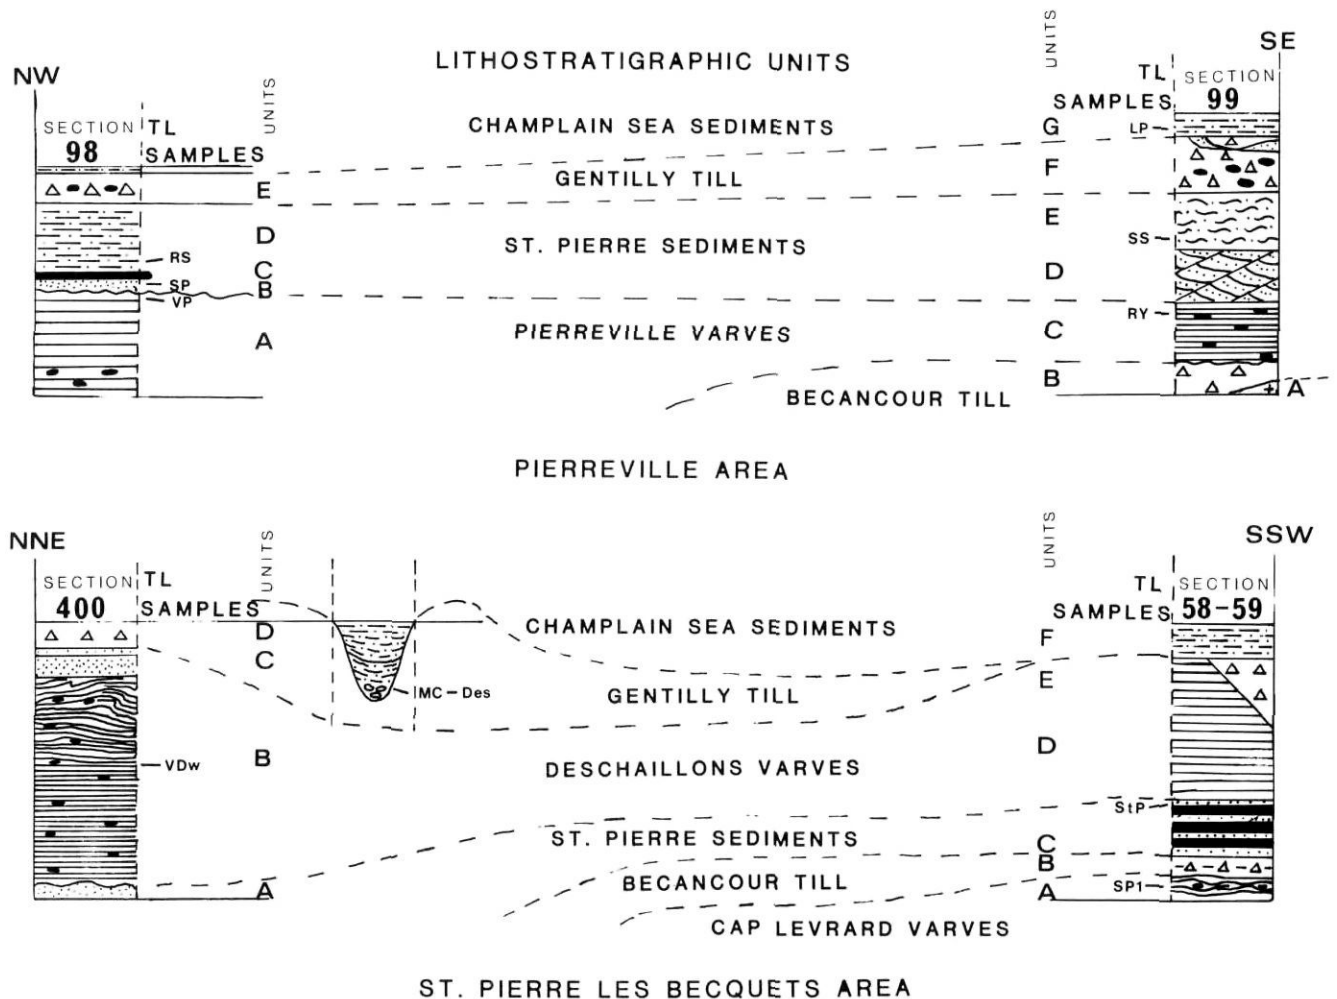 LITHOSTRATIGRAPHIC UNITS
NW
SECTION
98
TL
SAMPLES
UNITS
E
D
C
B
A
RS
SP
VP
CHAMPLAIN SEA SEDIMENTS
GENTILLY TILL
ST. PIERRE SEDIMENTS
PIERREVILLE VARVES
BECANCOUR TILL
UNITS
G
F
E
D
C
B
A
SE
TL
SAMPLES
SECTION
99
LP
SS
RY
+
PIERREVILLE AREA
NNE
SECTION
400
TL
SAMPLES
UNITS
D
C
B
A
VDw
MC-Des
CHAMPLAIN SEA SEDIMENTS
GENTILLY TILL
DESCHAILLONS VARVES
ST. PIERRE SEDIMENTS
BECANCOUR TILL
CAP LEVRARD VARVES
UNITS
F
E
D
C
B
A
SSW
TL
SAMPLES
SECTION
58-59
StP
SP1
ST. PIERRE LES BECQUETS AREA